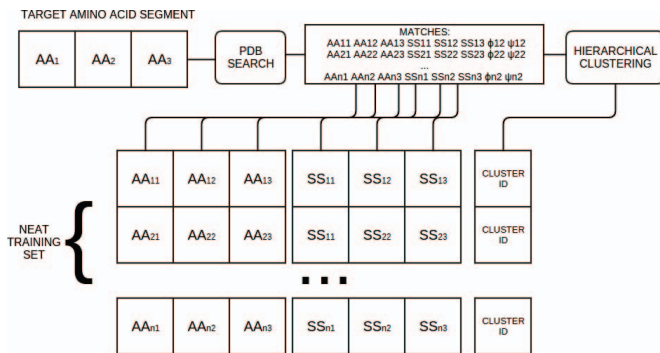 TARGET AMINO ACID SEGMENT
AA1 AA2 AA3
PDB
SEARCH
MATCHES:
AA11 AA12 AA13 SS11 SS12 SS13 ϕ12 ψ12
AA21 AA22 AA23 SS21 SS22 SS23 ϕ22 ψ22
...
AAn1 AAn2 AAn3 SSn1 SSn2 SSn3 ϕn2 ψn2
HIERARCHICAL
CLUSTERING
NEAT
TRAINING
SET
AA11 AA12 AA13 SS11 SS12 SS13 CLUSTER ID
AA21 AA22 AA23 SS11 SS22 SS23 CLUSTER ID
...
AAn1 AAn2 AAn3 SSn1 SSn2 SSn3 CLUSTER ID